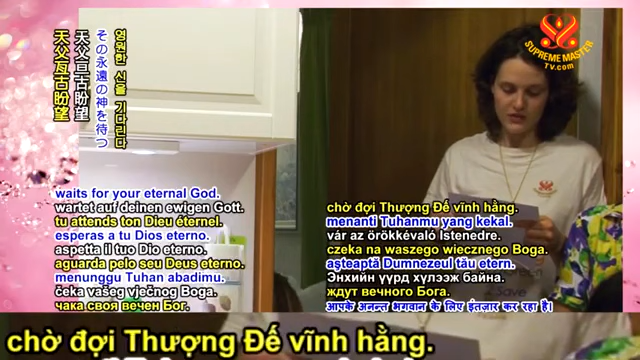 영원한 신을 기다린다
その永遠の神を待つ
天父亙古盼望
天父亘古盼望
SUPREME MASTER
TV.com
waits for your eternal God.
wartet auf deinen ewigen Gott.
tu attends ton Dieu éternel.
esperas a tu Dios eterno.
aspetta il tuo Dio eterno.
aguarda pelo seu Deus eterno.
menunggu Tuhan abadimu.
čeka vašeg vječnog Boga.
чака своя вечен Бог.
chờ đợi Thượng Đế vĩnh hằng.
menanti Tuhanmu yang kekal.
vár az örökkévaló Istenedre.
czeka na waszego wiecznego Boga.
aşteaptă Dumnezeul tău etern.
Энхийн үүрд хүлээж байна.
ждут вечного Бога.
आपके अनन्त भगवान के लिए इंतज़ार कर रहा है।
chờ đợi Thượng Đế vĩnh hằng.